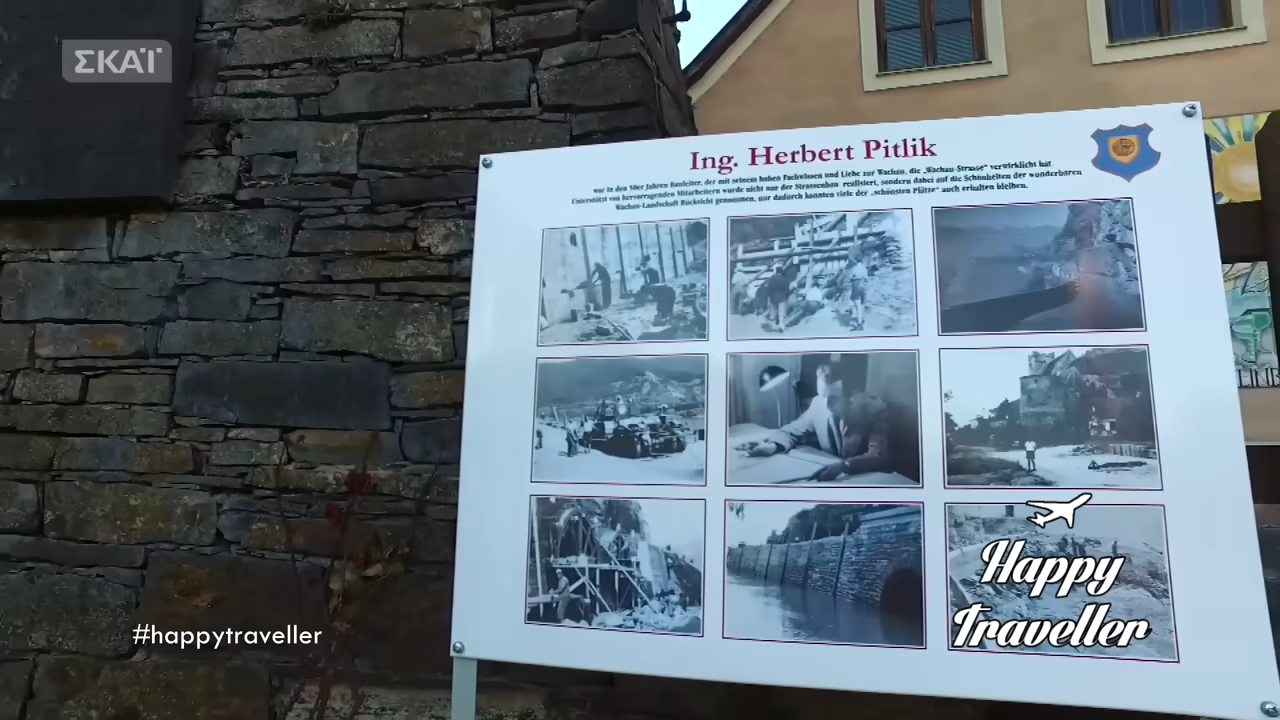 ΣΚΑΪ
Ing. Herbert Pitlik
war in den 50er Jahren Bauleiter, der mit seinem hohen Fachwissen und Liebe zur Wachau, die „Wachau-Strasse" verwirklicht hat.
Unterstützt von hervorragenden Mitarbeitern wurde nicht nur der Strassenbau realisiert, sondern dabei auf die Schönheiten der wunderbaren
Wachau-Landschaft Rücksicht genommen, nur dadurch konnten viele der „schönsten Plätze" auch erhalten bleiben.
Happy
Traveller
#happytraveller